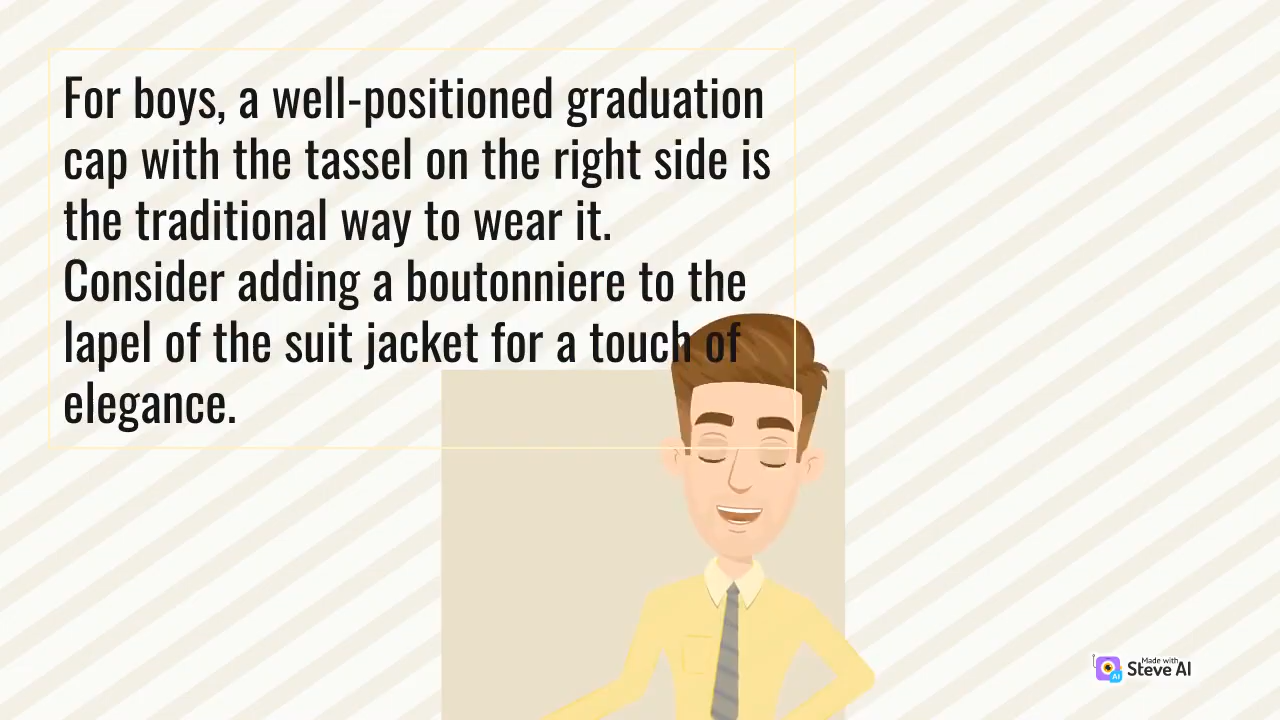 For boys, a well-positioned graduation
cap with the tassel on the right side is
the traditional way to wear it.
Consider adding a boutonniere to the
lapel of the suit jacket for a touch of
elegance.
Made with
Steve AI
AI